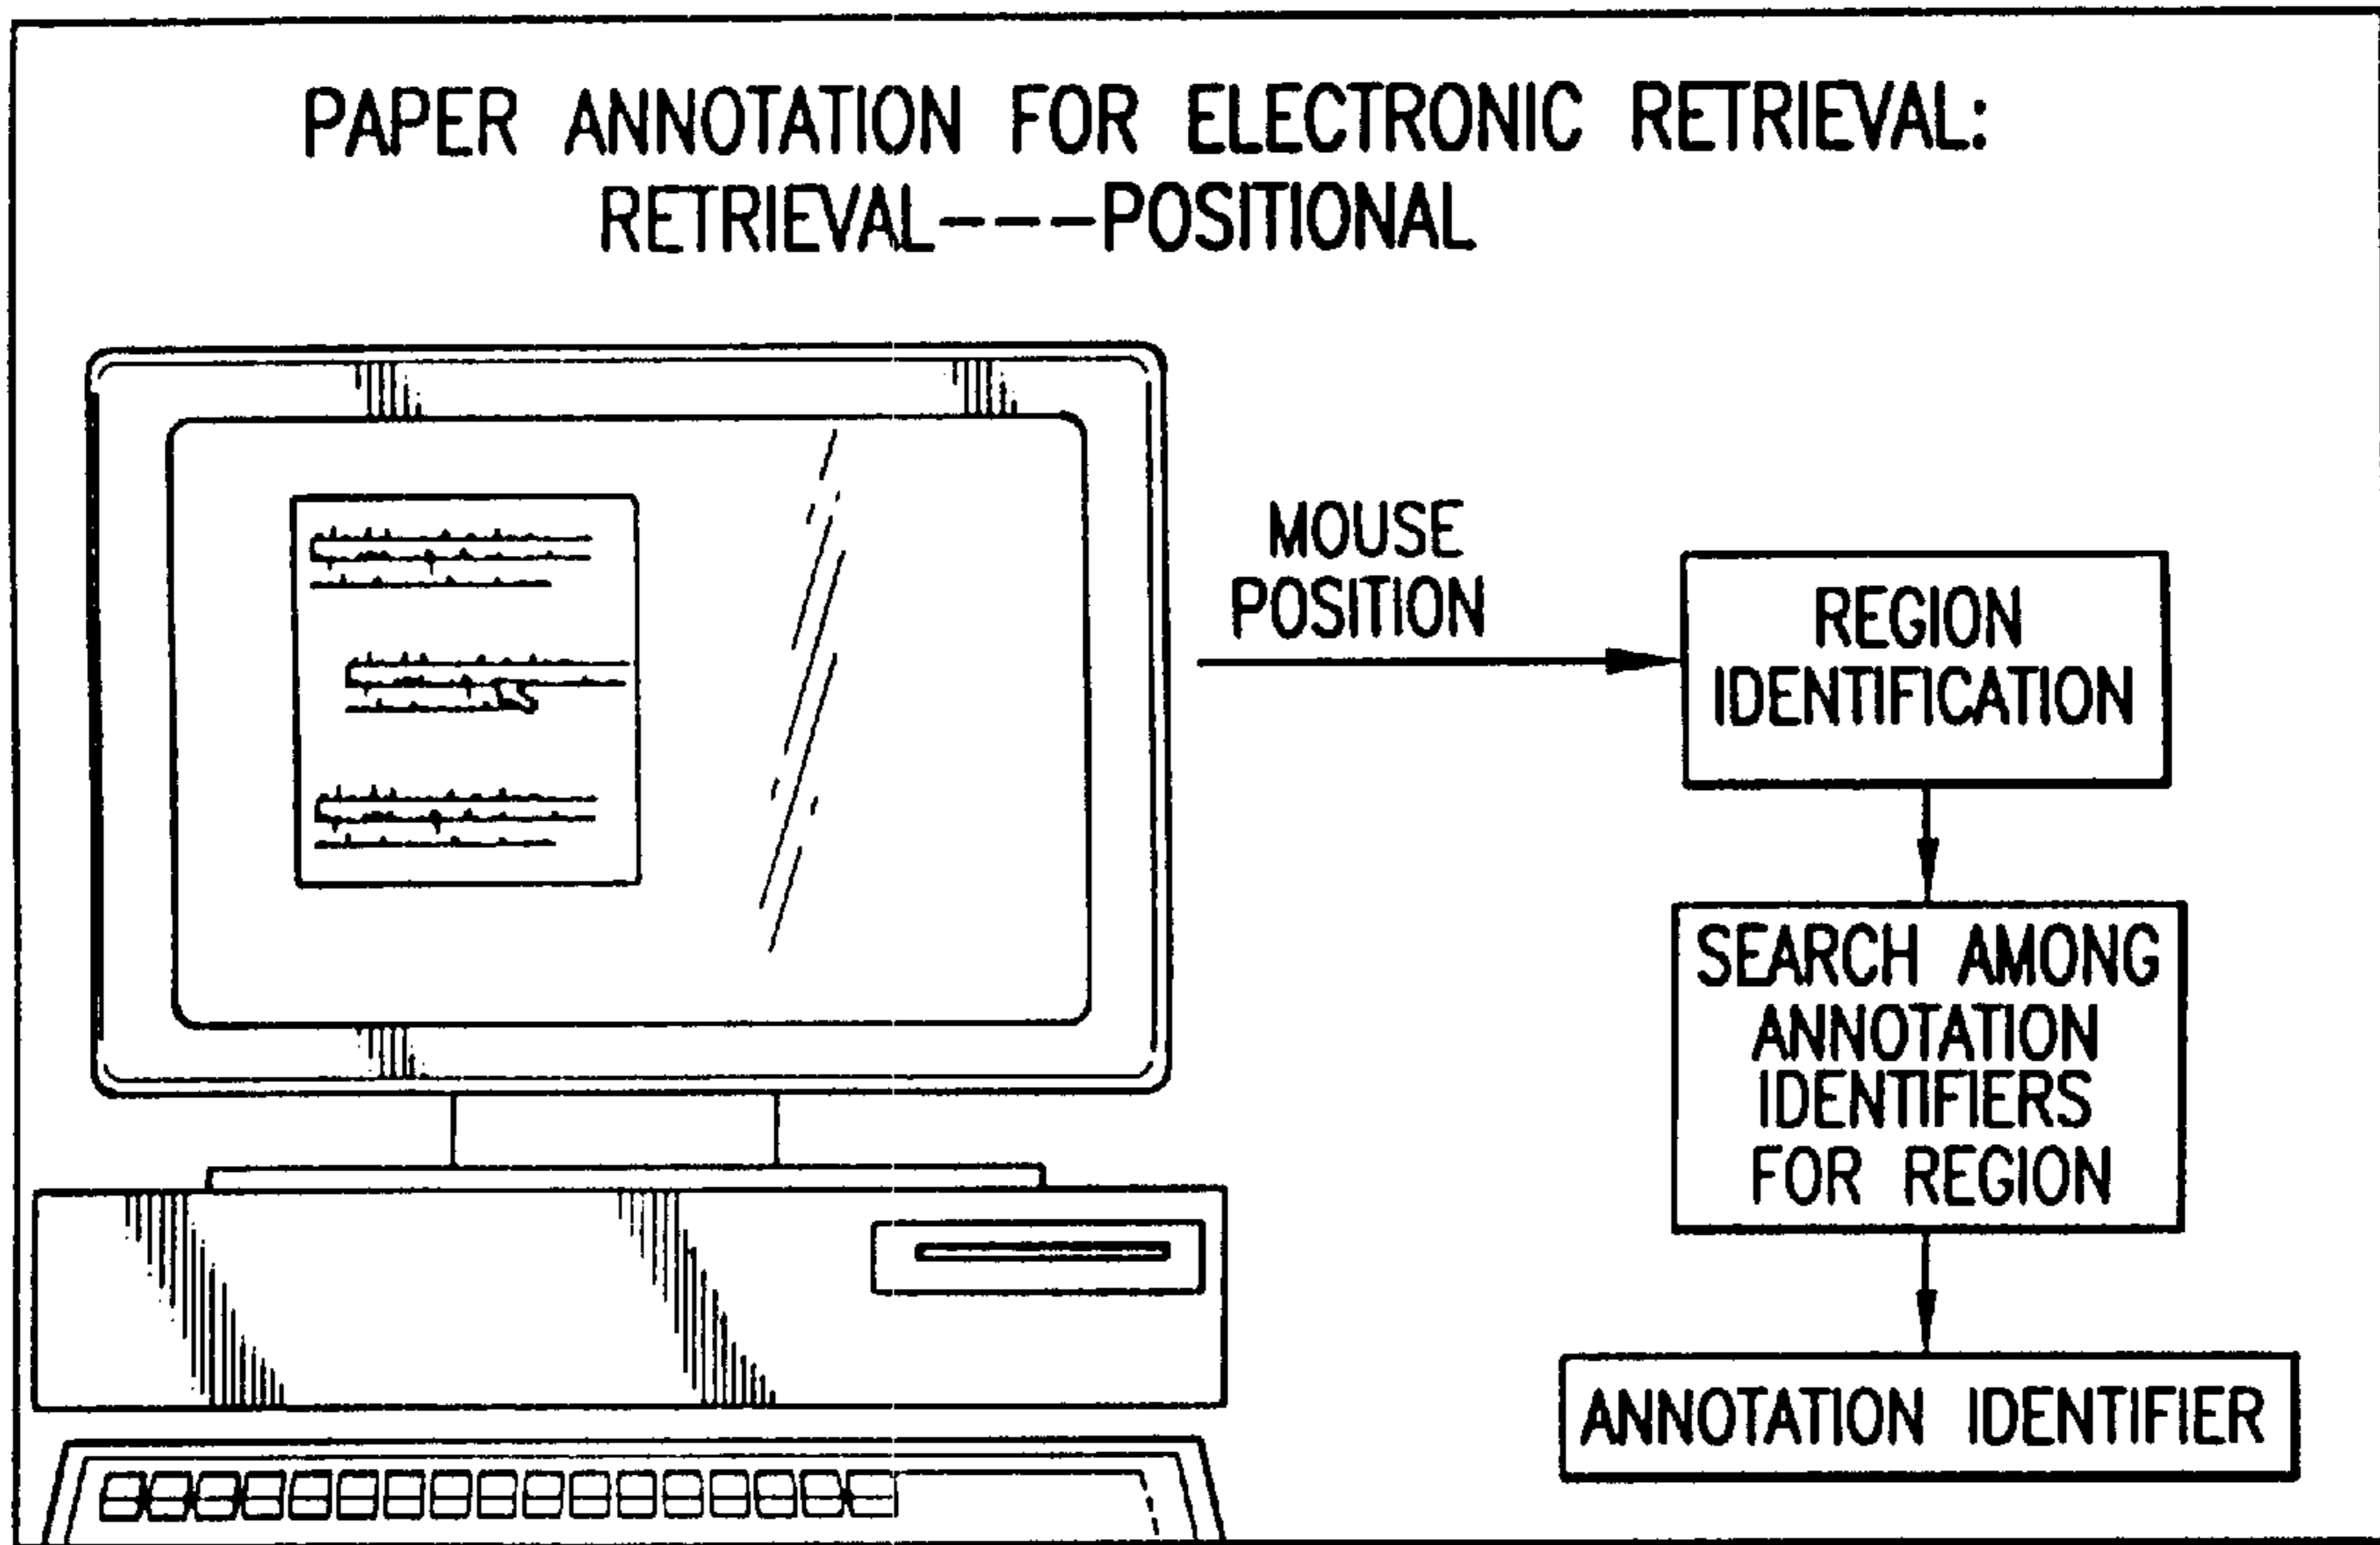 PAPER ANNOTATION FOR ELECTRONIC RETRIEVAL:
RETRIEVAL---POSITIONAL
MOUSE
POSITION
REGION
IDENTIFICATION
SEARCH AMONG
ANNOTATION
IDENTIFIERS
FOR REGION
ANNOTATION IDENTIFIER